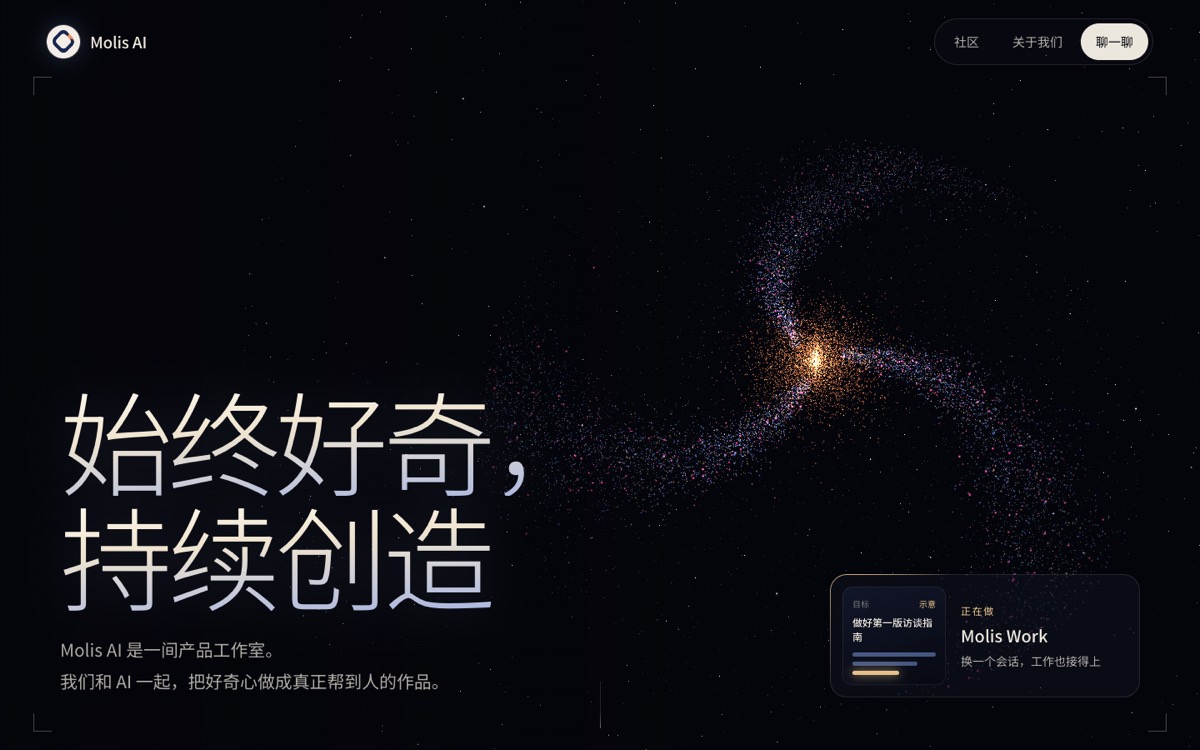 Molis AI
社区
关于我们
聊一聊
始终好奇，
持续创造
Molis AI 是一间产品工作室。
我们和 AI 一起，把好奇心做成真正帮到人的作品。
目标
示意
做好第一版访谈指
南
正在做
Molis Work
换一个会话，工作也接得上